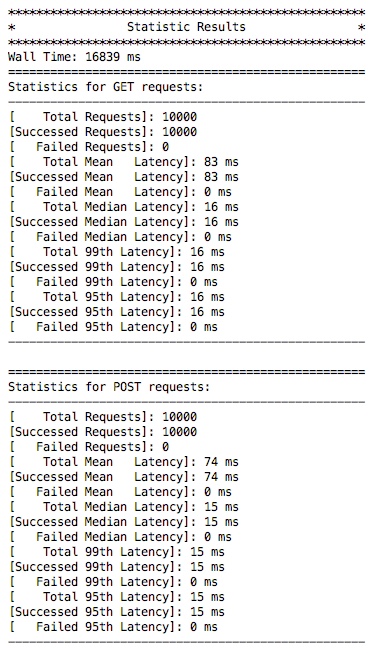 ***************************************************
*                Statistic Results                *
***************************************************
Wall Time: 16839 ms
===================================================
Statistics for GET requests:
---------------------------------------------------
[    Total Requests]: 10000
[Successed Requests]: 10000
[   Failed Requests]: 0
[    Total Mean   Latency]: 83 ms
[Successed Mean   Latency]: 83 ms
[   Failed Mean   Latency]: 0 ms
[    Total Median Latency]: 16 ms
[Successed Median Latency]: 16 ms
[   Failed Median Latency]: 0 ms
[    Total 99th Latency]: 16 ms
[Successed 99th Latency]: 16 ms
[   Failed 99th Latency]: 0 ms
[    Total 95th Latency]: 16 ms
[Successed 95th Latency]: 16 ms
[   Failed 95th Latency]: 0 ms
---------------------------------------------------
===================================================
Statistics for POST requests:
---------------------------------------------------
[    Total Requests]: 10000
[Successed Requests]: 10000
[   Failed Requests]: 0
[    Total Mean   Latency]: 74 ms
[Successed Mean   Latency]: 74 ms
[   Failed Mean   Latency]: 0 ms
[    Total Median Latency]: 15 ms
[Successed Median Latency]: 15 ms
[   Failed Median Latency]: 0 ms
[    Total 99th Latency]: 15 ms
[Successed 99th Latency]: 15 ms
[   Failed 99th Latency]: 0 ms
[    Total 95th Latency]: 15 ms
[Successed 95th Latency]: 15 ms
[   Failed 95th Latency]: 0 ms
---------------------------------------------------